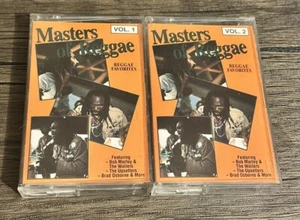 Masters
VOL. 1
of Reggae
REGGAE
FAVORITES
Featuring
- Bob Marley &
The Wailers
- The Upsetters
- Brad Osborne & More
Masters
VOL. 2
of Reggae
REGGAE
FAVORITES
Featuring
- Bob Marley &
The Wailers
- The Upsetters
- Brad Osborne & More